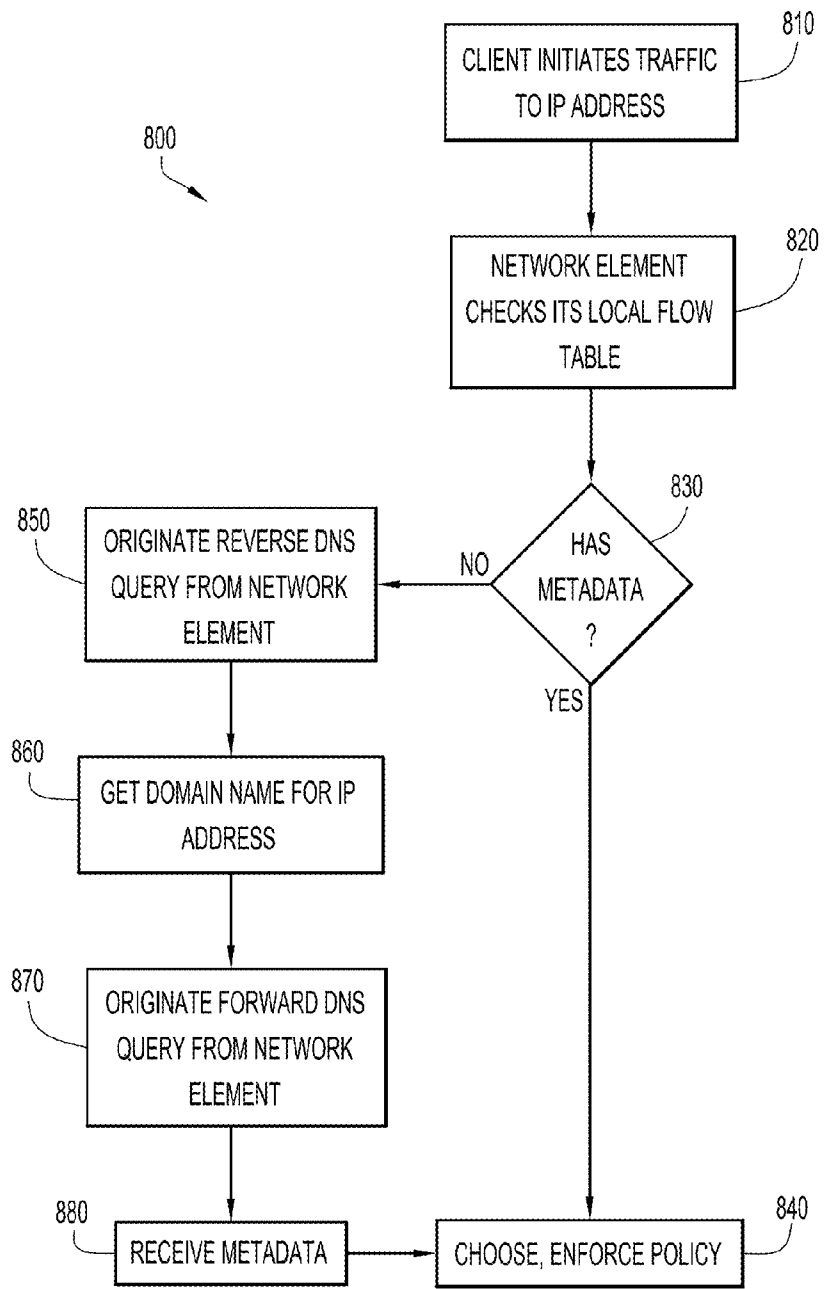 810
CLIENT INITIATES TRAFFIC
TO IP ADDRESS
800
820
NETWORK ELEMENT
CHECKS ITS LOCAL FLOW
TABLE
830
HAS
METADATA
?
NO
YES
850
ORIGINATE REVERSE DNS
QUERY FROM NETWORK
ELEMENT
860
GET DOMAIN NAME FOR IP
ADDRESS
870
ORIGINATE FORWARD DNS
QUERY FROM NETWORK
ELEMENT
880
RECEIVE METADATA
840
CHOOSE, ENFORCE POLICY